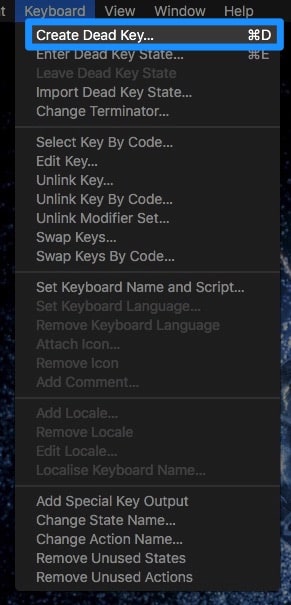 t Keyboard View Window Help
Create Dead Key... ⌘D
Enter Dead Key State... ⌘E
Leave Dead Key State
Import Dead Key State...
Change Terminator...
Select Key By Code...
Edit Key...
Unlink Key...
Unlink Key By Code...
Unlink Modifier Set...
Swap Keys...
Swap Keys By Code...
Set Keyboard Name and Script...
Set Keyboard Language...
Remove Keyboard Language
Attach Icon...
Remove Icon
Add Comment...
Add Locale...
Remove Locale
Edit Locale...
Localise Keyboard Name...
Add Special Key Output
Change State Name...
Change Action Name...
Remove Unused States
Remove Unused Actions